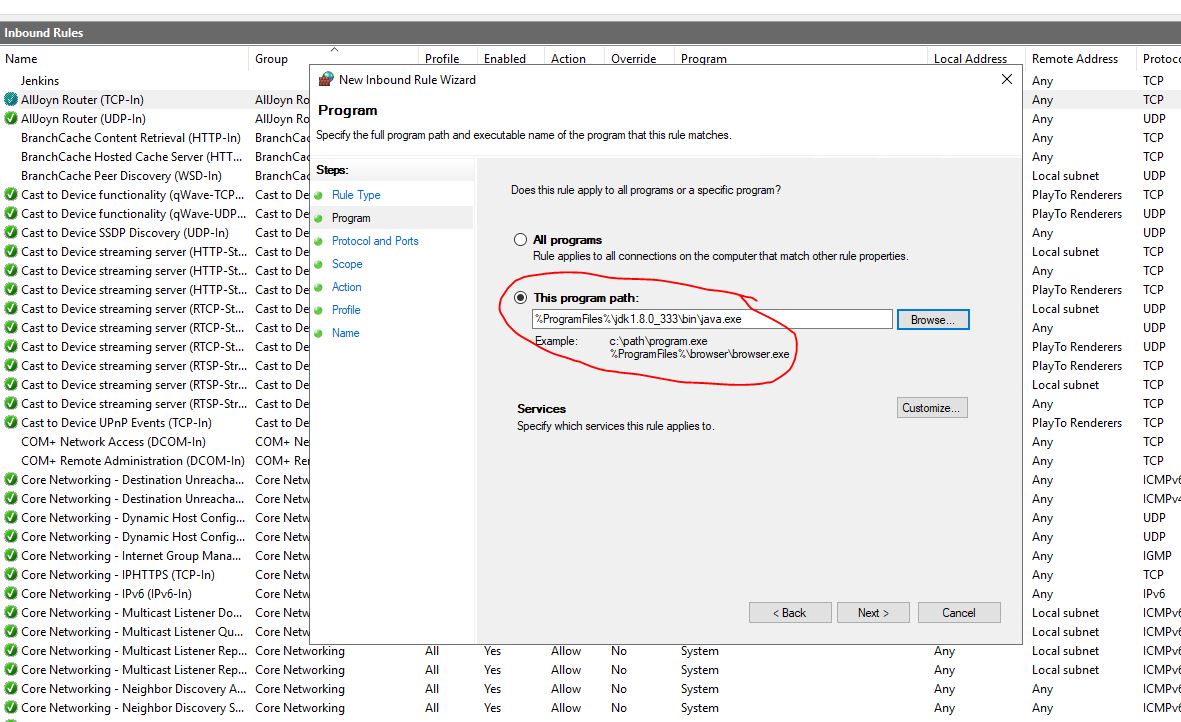 Inbound Rules
Name Group Profile Enabled Action Override Program Local Address Remote Address Protoco
Jenkins Any TCP
AllJoyn Router (TCP-In) AllJoyn Ro Any TCP
AllJoyn Router (UDP-In) AllJoyn Ro Any UDP
BranchCache Content Retrieval (HTTP-In) BranchCac Any TCP
BranchCache Hosted Cache Server (HTT... BranchCac Any TCP
BranchCache Peer Discovery (WSD-In) BranchCac Local subnet UDP
Cast to Device functionality (qWave-TCP... Cast to De PlayTo Renderers TCP
Cast to Device functionality (qWave-UDP... Cast to De PlayTo Renderers UDP
Cast to Device SSDP Discovery (UDP-In) Cast to De Any UDP
Cast to Device streaming server (HTTP-St... Cast to De Local subnet TCP
Cast to Device streaming server (HTTP-St... Cast to De Any TCP
Cast to Device streaming server (HTTP-St... Cast to De PlayTo Renderers TCP
Cast to Device streaming server (RTCP-St... Cast to De Local subnet UDP
Cast to Device streaming server (RTCP-St... Cast to De Any UDP
Cast to Device streaming server (RTCP-St... Cast to De PlayTo Renderers UDP
Cast to Device streaming server (RTSP-Str... Cast to De PlayTo Renderers TCP
Cast to Device streaming server (RTSP-Str... Cast to De Local subnet TCP
Cast to Device streaming server (RTSP-Str... Cast to De Any TCP
Cast to Device UPnP Events (TCP-In) Cast to De PlayTo Renderers TCP
COM+ Network Access (DCOM-In) COM+ Ne Any TCP
COM+ Remote Administration (DCOM-In) COM+ Re Any TCP
Core Networking - Destination Unreacha... Core Netw Any ICMPv6
Core Networking - Destination Unreacha... Core Netw Any ICMPv4
Core Networking - Dynamic Host Config... Core Netw Any UDP
Core Networking - Dynamic Host Config... Core Netw Any UDP
Core Networking - Internet Group Mana... Core Netw Any IGMP
Core Networking - IPHTTPS (TCP-In) Core Netw Any TCP
Core Networking - IPv6 (IPv6-In) Core Netw Any IPv6
Core Networking - Multicast Listener Do... Core Netw Local subnet ICMPv6
Core Networking - Multicast Listener Qu... Core Netw Local subnet ICMPv6
Core Networking - Multicast Listener Rep... Core Networking All Yes Allow No System Any Local subnet ICMPv6
Core Networking - Multicast Listener Rep... Core Networking All Yes Allow No System Any Local subnet ICMPv6
Core Networking - Neighbor Discovery A... Core Networking All Yes Allow No System Any Any ICMPv6
Core Networking - Neighbor Discovery S... Core Networking All Yes Allow No System Any Any ICMPv6
New Inbound Rule Wizard
Program
Specify the full program path and executable name of the program that this rule matches.
Steps:
Rule Type
Program
Protocol and Ports
Scope
Action
Profile
Name
Does this rule apply to all programs or a specific program?
All programs
Rule applies to all connections on the computer that match other rule properties.
This program path:
%ProgramFiles%\jdk1.8.0_333\bin\java.exe Browse...
Example: c:\path\program.exe
%ProgramFiles%\browser\browser.exe
Services
Specify which services this rule applies to.
Customize...
< Back Next > Cancel